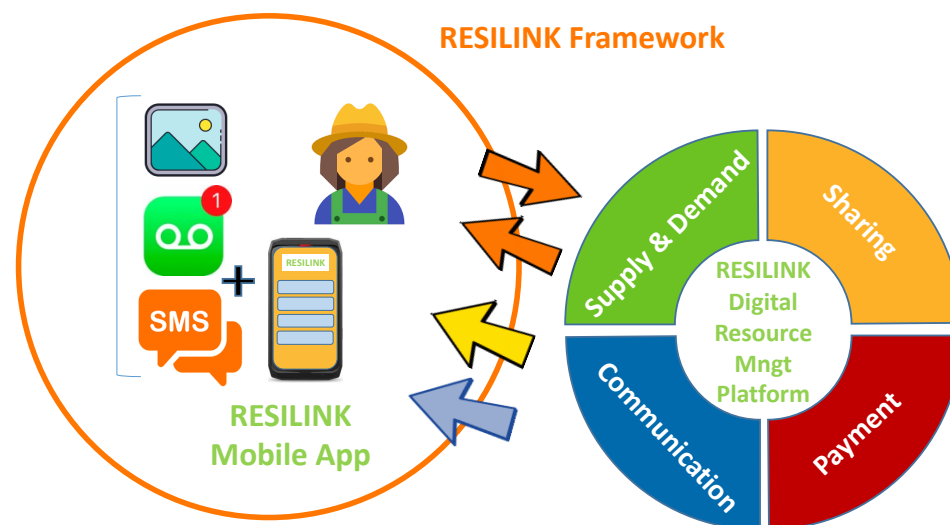 RESILINK Framework
1
SMS
RESILINK
RESILINK
Mobile App
Supply & Demand
Sharing
RESILINK
Digital
Resource
Mngt
Platform
Communication
Payment